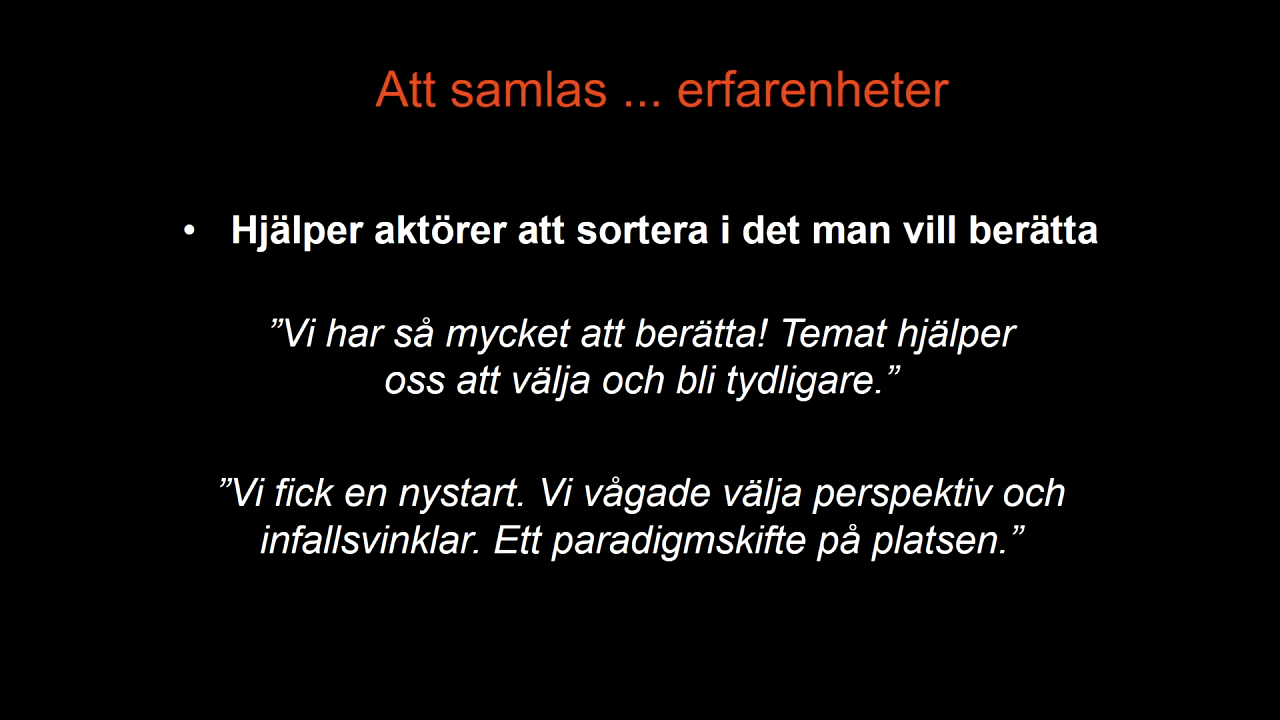 Att samlas ... erfarenheter
• Hjälper aktörer att sortera i det man vill berätta
”Vi har så mycket att berätta! Temat hjälper
oss att välja och bli tydligare.”
”Vi fick en nystart. Vi vågade välja perspektiv och
infallsvinklar. Ett paradigmskifte på platsen.”